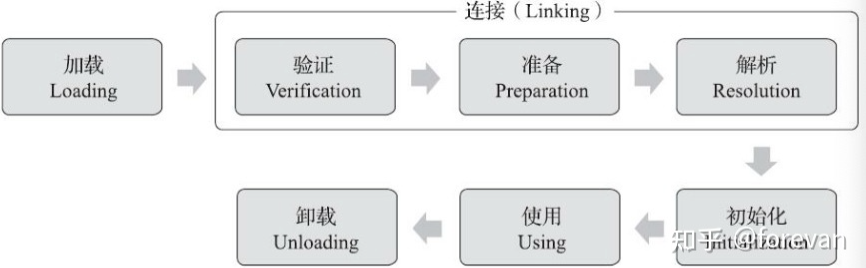 连接（Linking）
加载
Loading
验证
Verification
准备
Preparation
解析
Resolution
初始化
Initialization
使用
Using
卸载
Unloading
知乎 @forevan